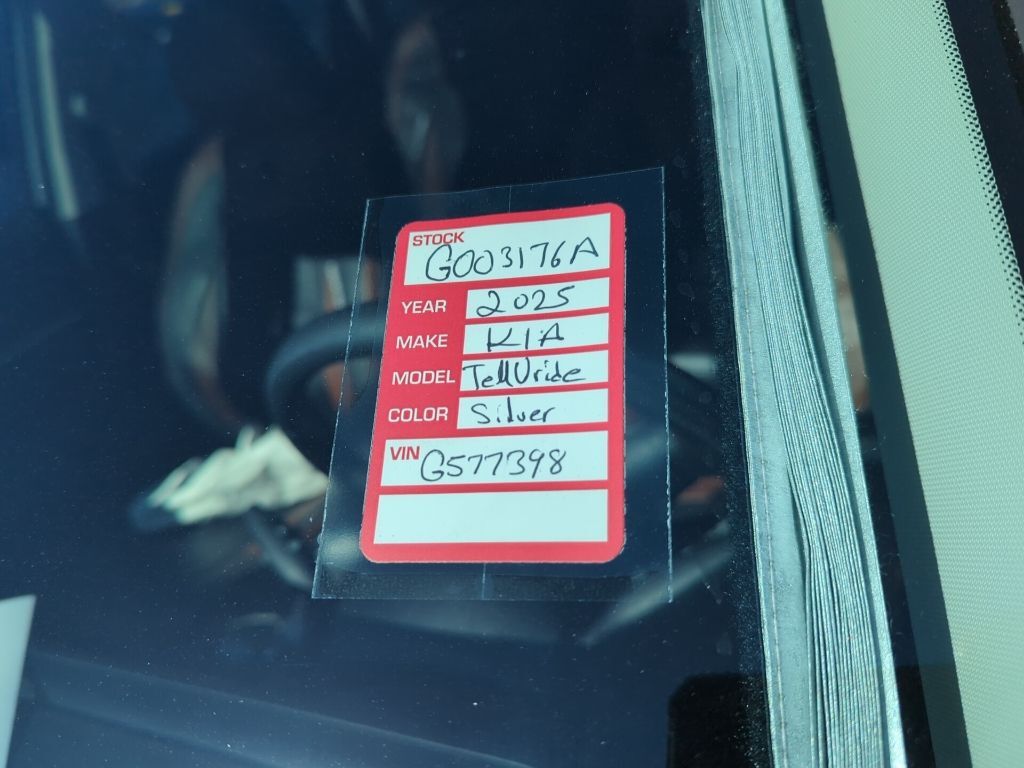 STOCK
G003176A
YEAR 2025
MAKE KIA
MODEL TellUride
COLOR Silver
VIN G577398